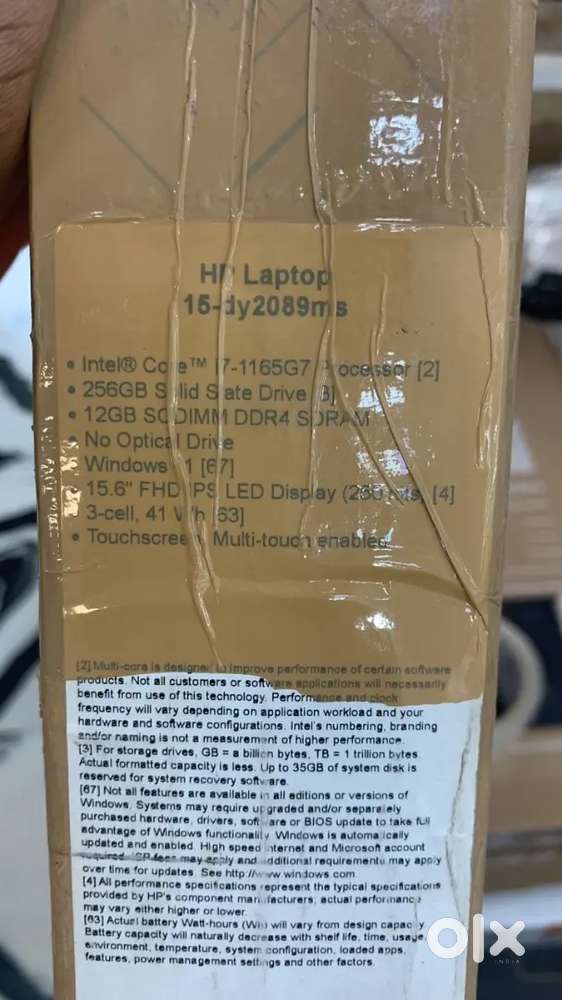 HP Laptop
15-dy2089ms
• Intel® Core™ i7-1165G7 Processor [2]
• 256GB Solid State Drive [3]
• 12GB SODIMM DDR4 SDRAM
• No Optical Drive
Windows 11 [67]
15.6" FHD IPS LED Display (250 nits) [4]
3-cell, 41 Wh [63]
• Touchscreen, Multi-touch enabled
[2] Multi-core is designed to improve performance of certain software
products. Not all customers or software applications will necessarily
benefit from use of this technology. Performance and clock
frequency will vary depending on application workload and your
hardware and software configurations. Intel's numbering, branding
and/or naming is not a measurement of higher performance.
[3] For storage drives, GB = a billion bytes, TB = 1 trillion bytes.
Actual formatted capacity is less. Up to 35GB of system disk is
reserved for system recovery software.
[67] Not all features are available in all editions or versions of
Windows. Systems may require upgraded and/or separately
purchased hardware, drivers, software or BIOS update to take full
advantage of Windows functionality. Windows is automatically
updated and enabled. High speed internet and Microsoft account
required. ISP fees may apply and additional requirements may apply
over time for updates. See http://www.windows.com
[4] All performance specifications represent the typical specifications
provided by HP's component manufacturers; actual performance
may vary either higher or lower.
[63] Actual battery Watt-hours (Wh) will vary from design capacity.
Battery capacity will naturally decrease with shelf life, time, usage,
environment, temperature, system configuration, loaded apps,
features, power management settings and other factors.
olx
INDIA